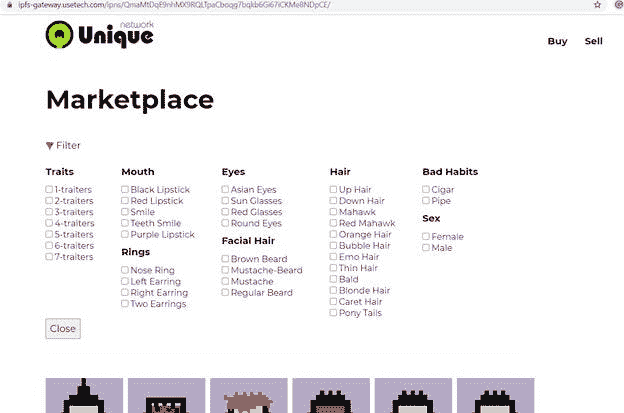 ipfs-gateway.usetech.com/ipns/QmaMtDqE9nhMX9RQLTpaCboqg7bqkb6Gi67iCKMe8NDpCE/
network
Unique
Buy
Sell
Marketplace
Filter
Traits
1-traiters
2-traiters
3-traiters
4-traiters
5-traiters
6-traiters
7-traiters
Mouth
Black Lipstick
Red Lipstick
Smile
Teeth Smile
Purple Lipstick
Rings
Nose Ring
Left Earring
Right Earring
Two Earrings
Eyes
Asian Eyes
Sun Glasses
Red Glasses
Round Eyes
Facial Hair
Brown Beard
Mustache-Beard
Mustache
Regular Beard
Hair
Up Hair
Down Hair
Mahawk
Red Mahawk
Orange Hair
Bubble Hair
Emo Hair
Thin Hair
Bald
Blonde Hair
Caret Hair
Pony Tails
Bad Habits
Cigar
Pipe
Sex
Female
Male
Close